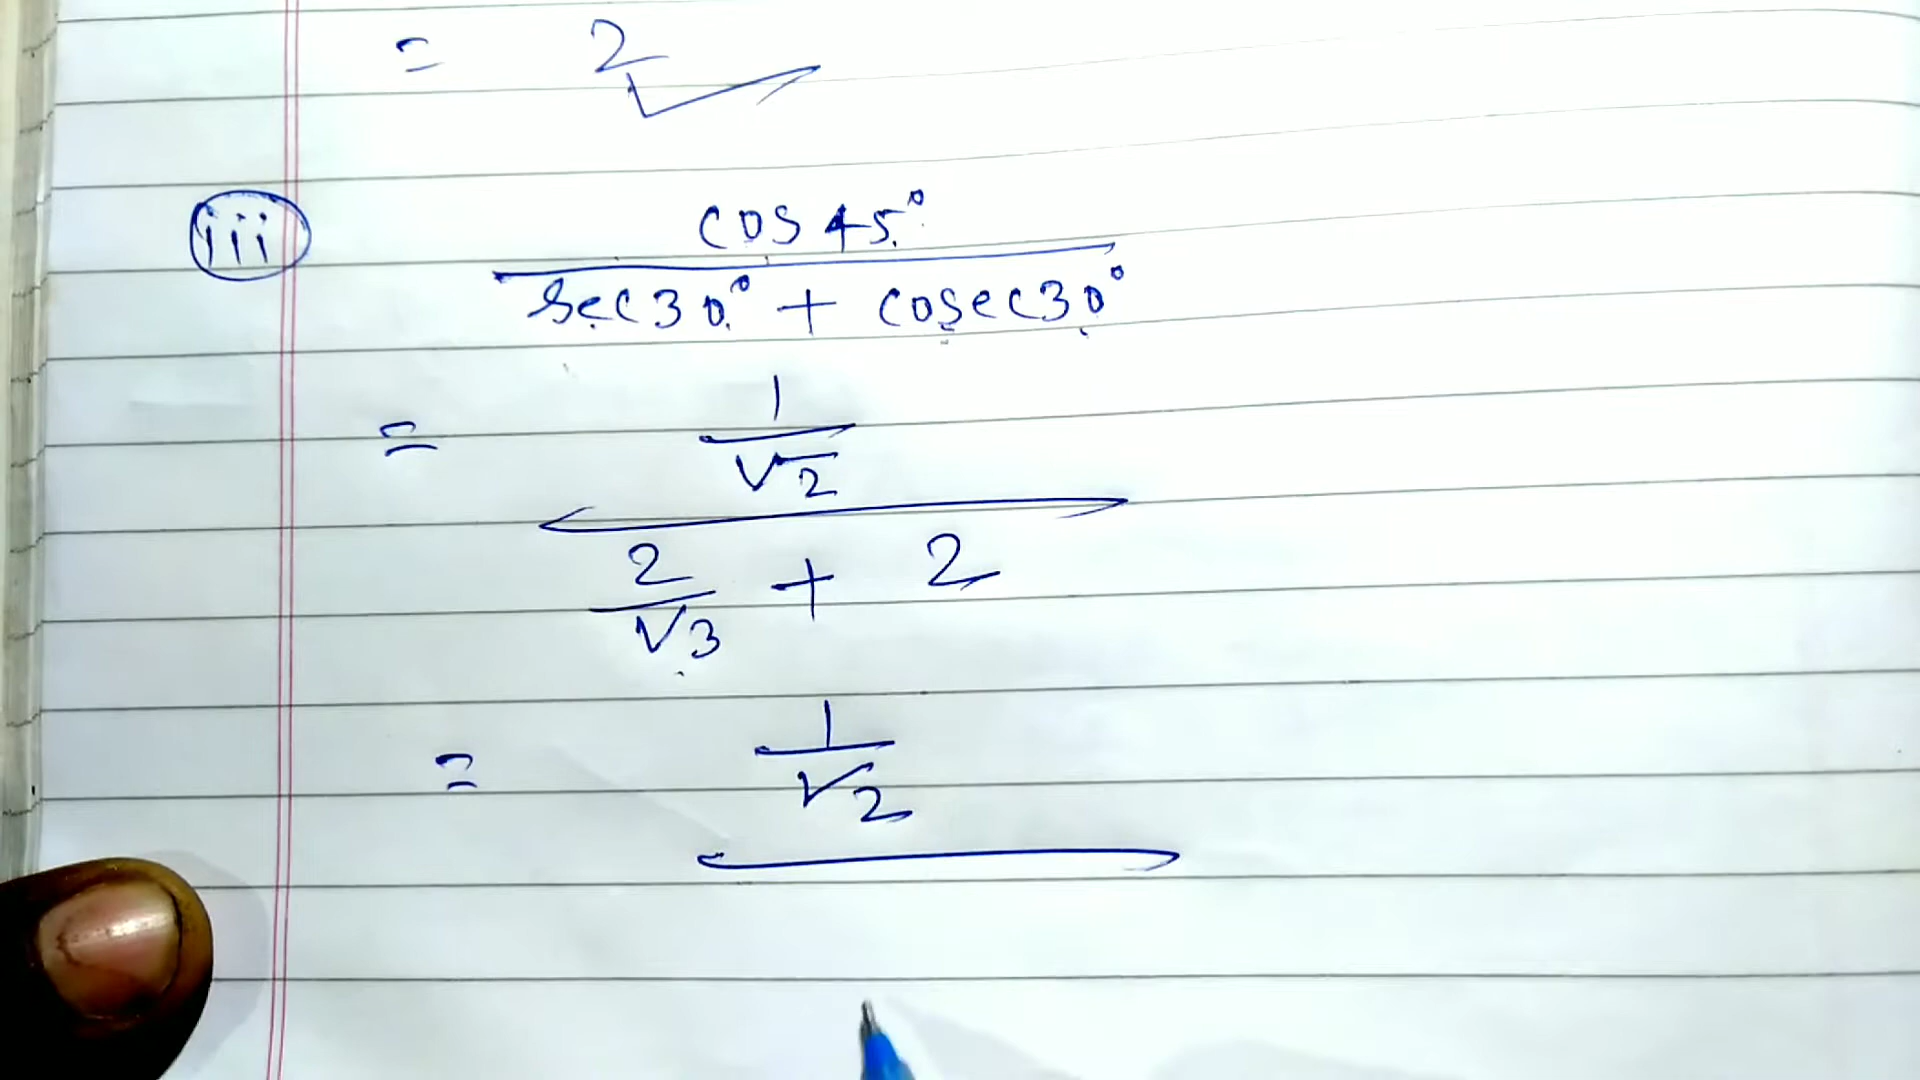 = 2
iii
cos 45°
sec 30° + cosec 30°
= 1
√2
2 + 2
√3
= 1
√2